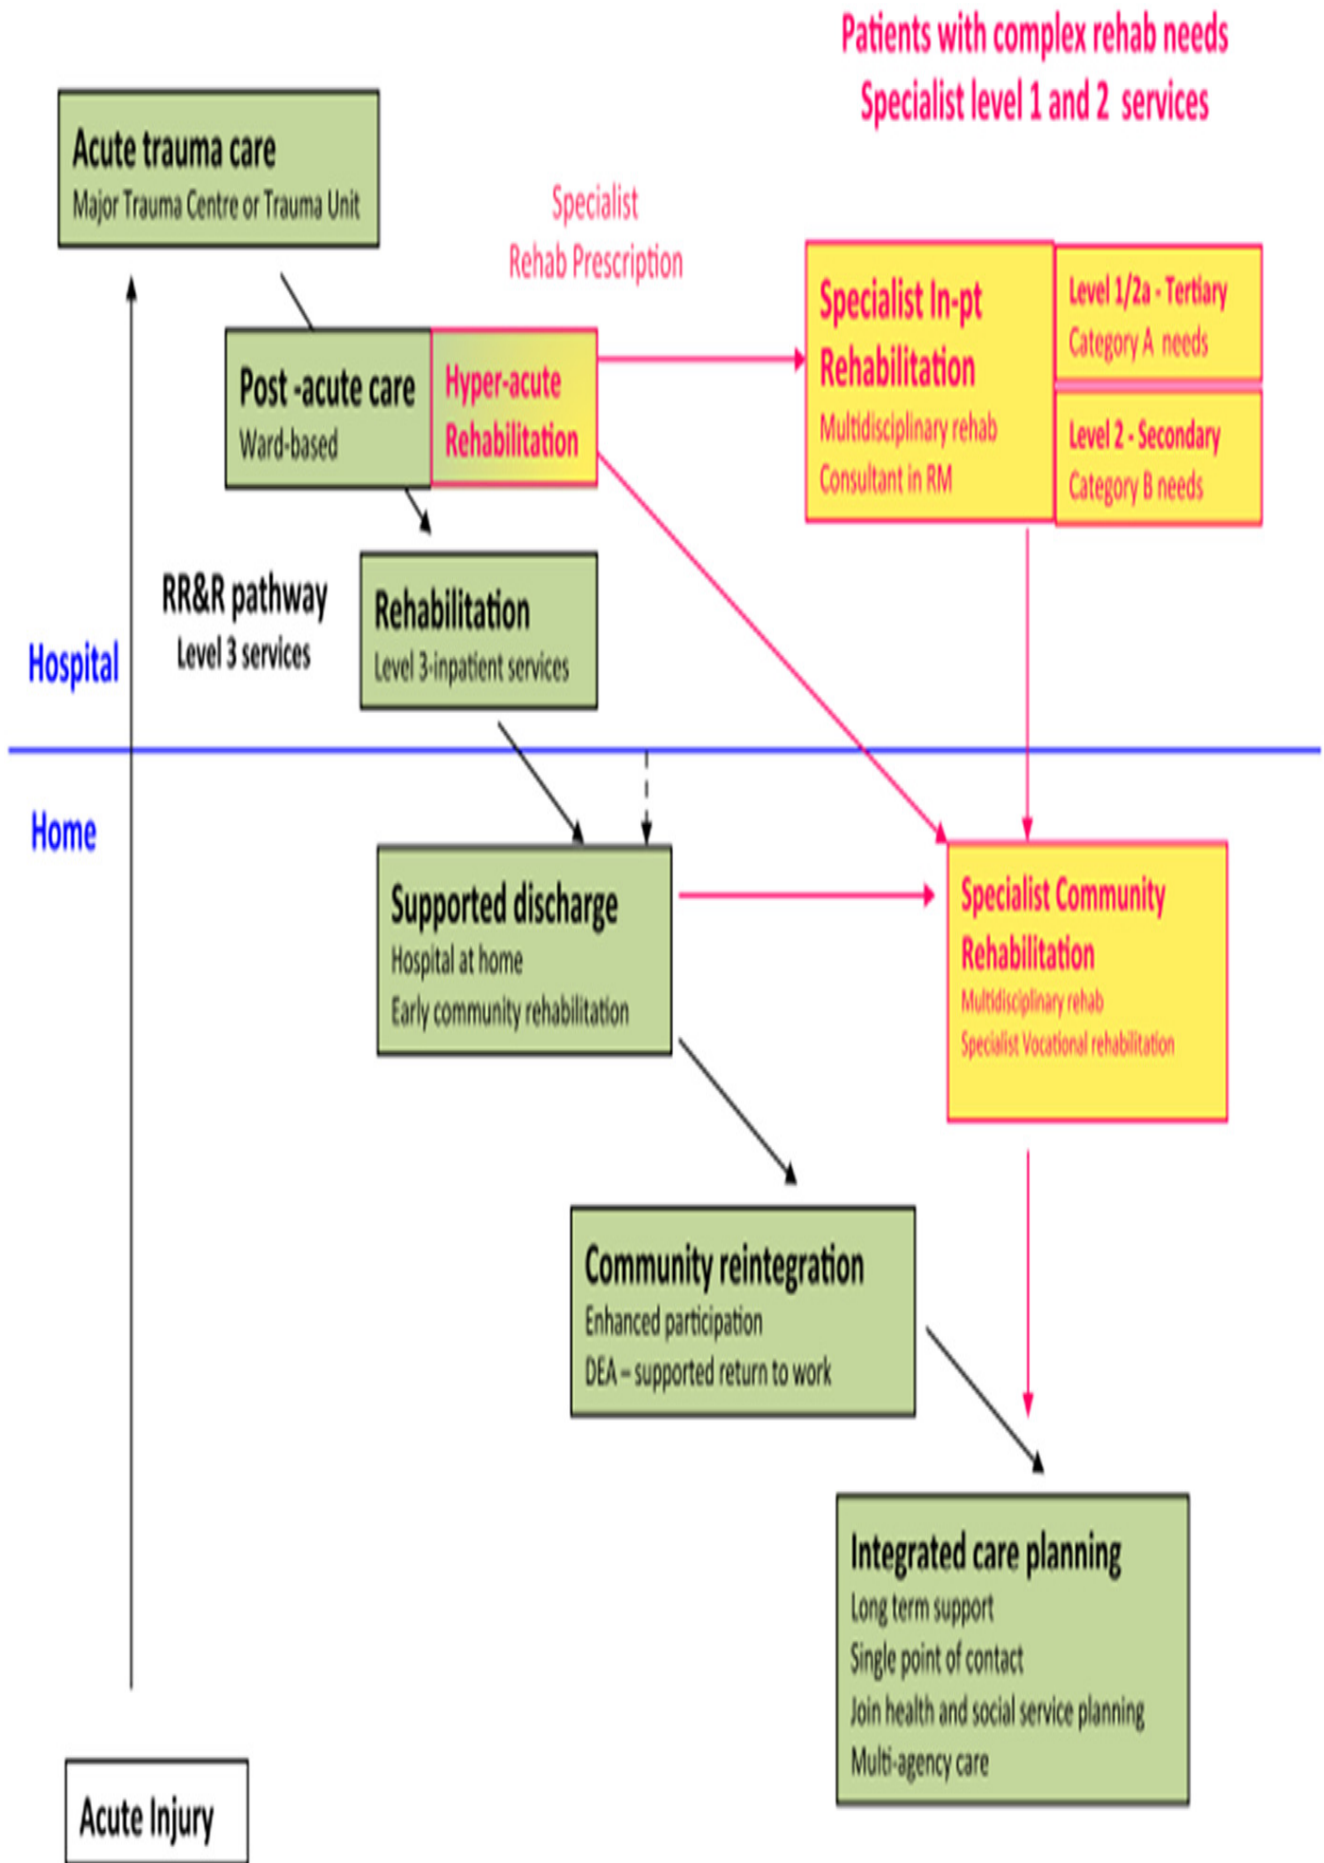 Patients with complex rehab needs
Specialist level 1 and 2 services
Acute trauma care
Major Trauma Centre or Trauma Unit
Specialist
Rehab Prescription
Post -acute care
Ward-based
Hyper-acute
Rehabilitation
Specialist In-pt
Rehabilitation
Multidisciplinary rehab
Consultant in RM
Level 1/2a - Tertiary
Category A needs
Level 2 - Secondary
Category B needs
RR&R pathway
Level 3 services
Rehabilitation
Level 3-inpatient services
Hospital
Home
Supported discharge
Hospital at home
Early community rehabilitation
Specialist Community
Rehabilitation
Multidisciplinary rehab
Specialist Vocational rehabilitation
Community reintegration
Enhanced participation
DEA – supported return to work
Integrated care planning
Long term support
Single point of contact
Join health and social service planning
Multi-agency care
Acute Injury